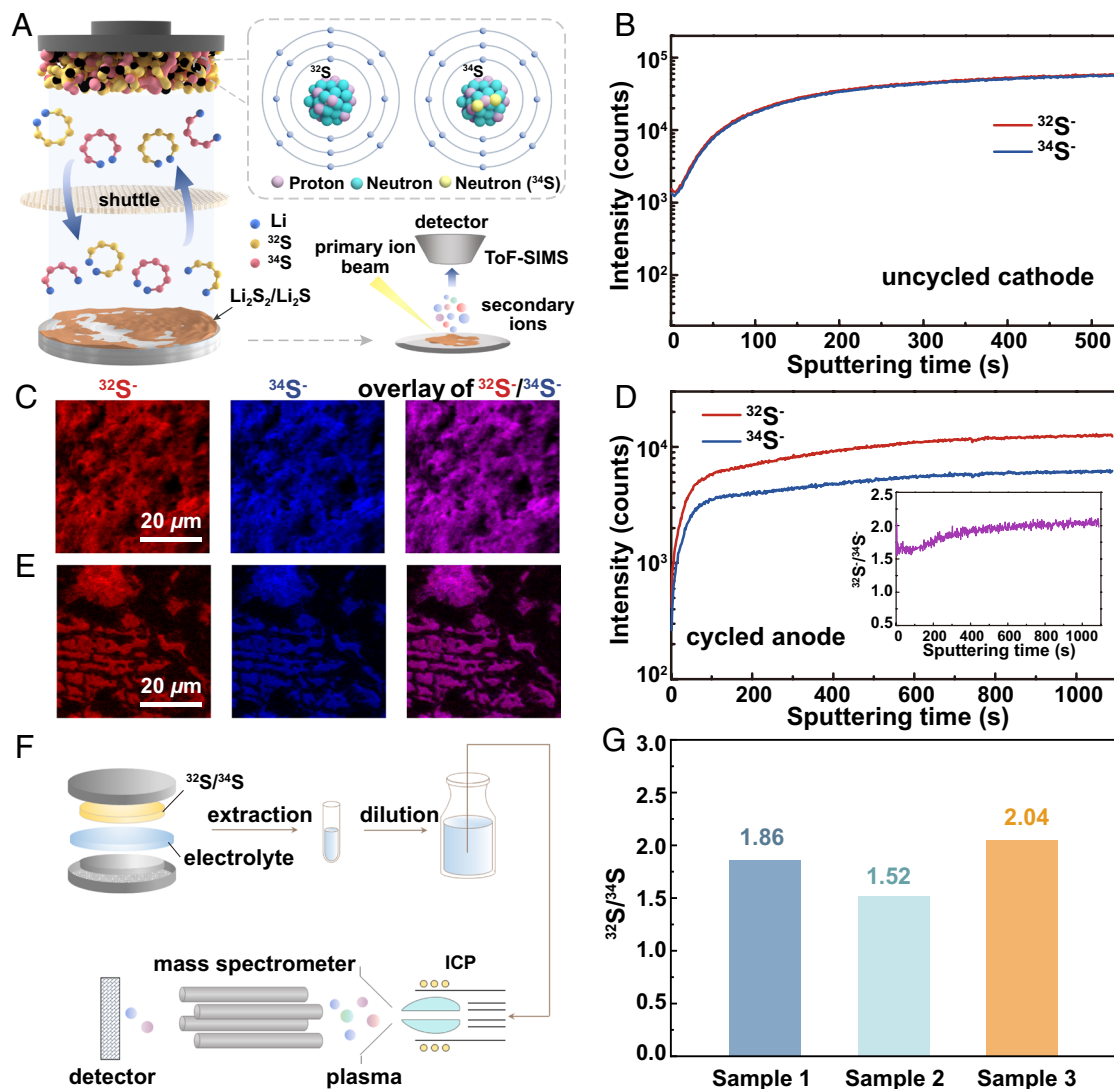 A
³²S
³⁴S
Proton
Neutron
Neutron (³⁴S)
shuttle
Li
³²S
³⁴S
Li₂S₂/Li₂S
primary ion
beam
detector
ToF-SIMS
secondary
ions
B
Intensity (counts)
10⁵
10⁴
10³
10²
³²S⁻
³⁴S⁻
uncycled cathode
0 100 200 300 400 500
Sputtering time (s)
C
³²S⁻
³⁴S⁻
overlay of ³²S⁻/³⁴S⁻
20 μm
D
Intensity (counts)
10⁴
10³
10²
³²S⁻
³⁴S⁻
³²S⁻/³⁴S⁻
2.5
2.0
1.5
1.0
0.5
0 200 400 600 800 1000
Sputtering time (s)
cycled anode
0 200 400 600 800 1000
Sputtering time (s)
E
20 μm
F
³²S/³⁴S
electrolyte
extraction
dilution
mass spectrometer
ICP
detector
plasma
G
³²S/³⁴S
3.0
2.5
2.0
1.5
1.0
0.5
0.0
1.86
1.52
2.04
Sample 1 Sample 2 Sample 3